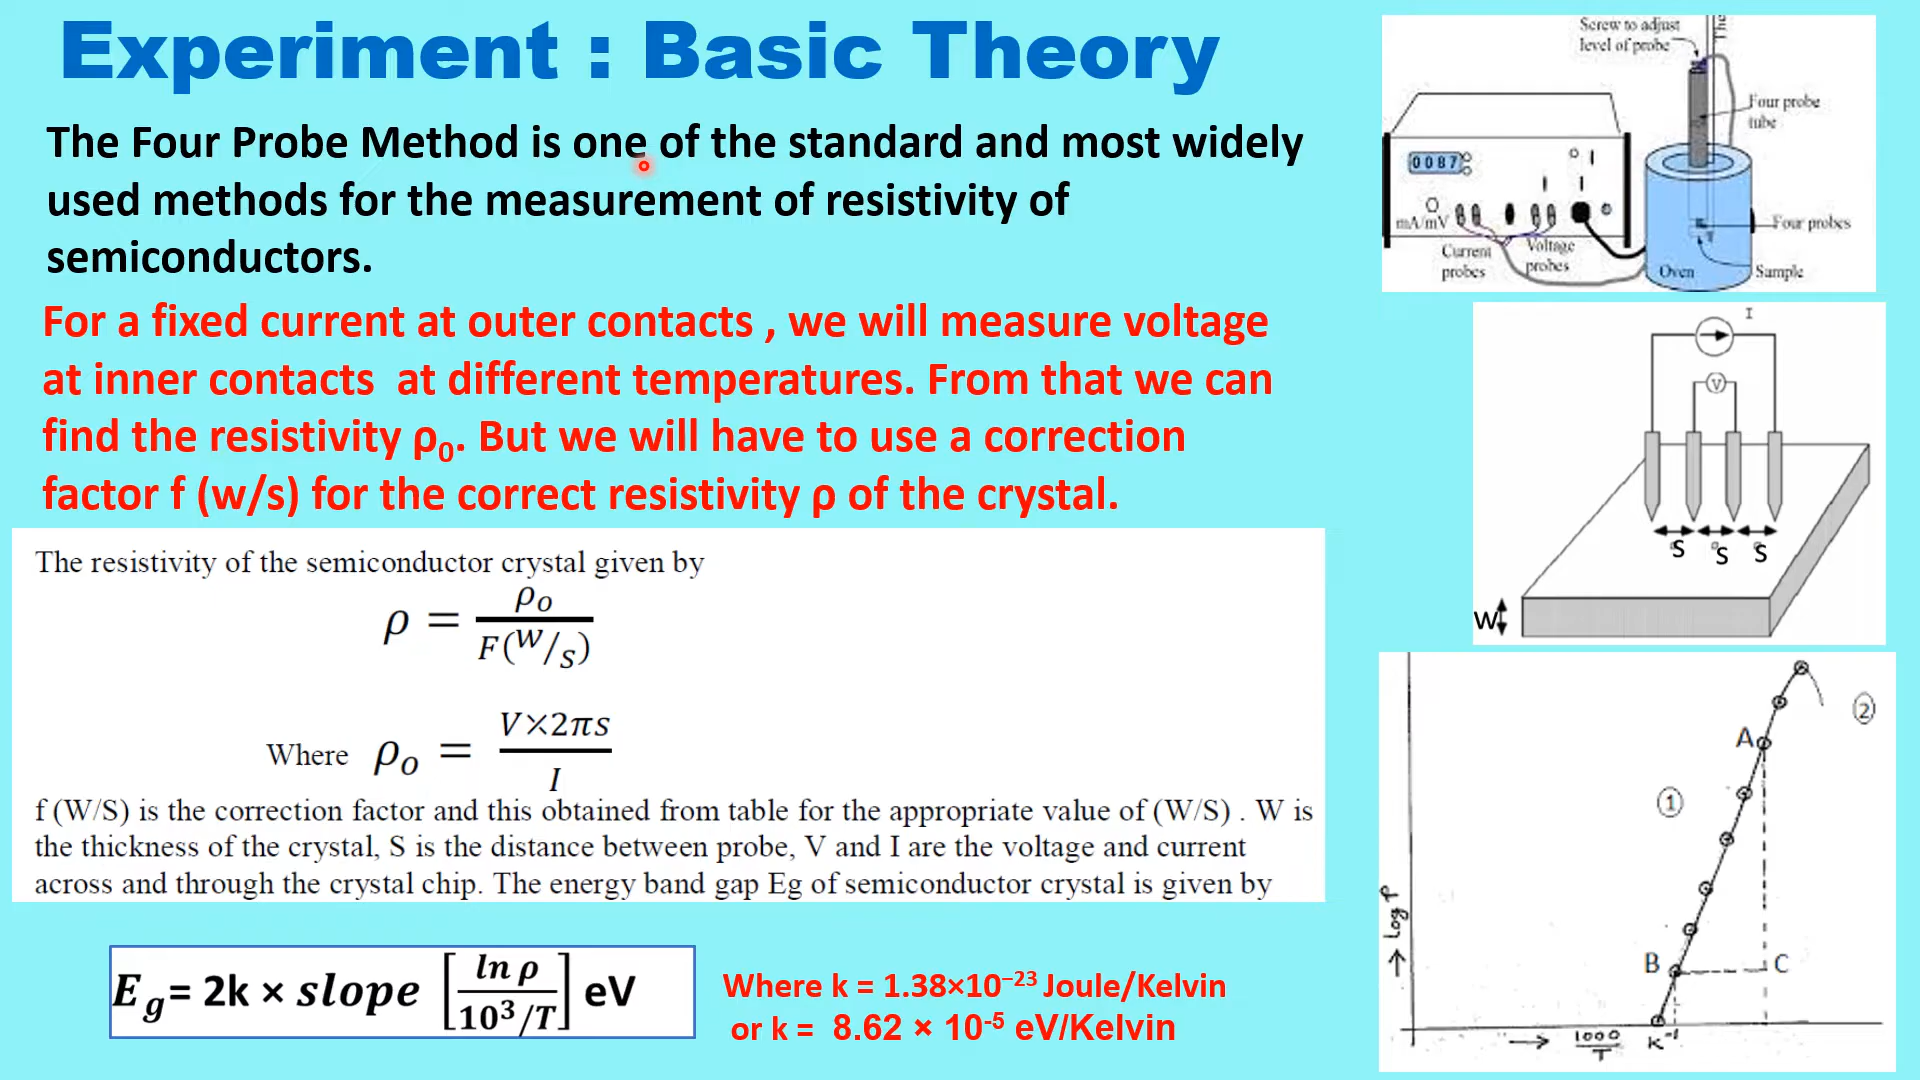 Experiment : Basic Theory
The Four Probe Method is one of the standard and most widely
used methods for the measurement of resistivity of
semiconductors.
For a fixed current at outer contacts , we will measure voltage
at inner contacts at different temperatures. From that we can
find the resistivity ρ₀. But we will have to use a correction
factor f (w/s) for the correct resistivity ρ of the crystal.
The resistivity of the semiconductor crystal given by
ρ = ρo / F(W/s)
Where ρo = V×2πs / I
f (W/S) is the correction factor and this obtained from table for the appropriate value of (W/S) . W is
the thickness of the crystal, S is the distance between probe, V and I are the voltage and current
across and through the crystal chip. The energy band gap Eg of semiconductor crystal is given by
Eg= 2k × slope [ln ρ / 10³/T] eV
Where k = 1.38×10⁻²³ Joule/Kelvin
or k = 8.62 × 10⁻⁵ eV/Kelvin
Screw to adjust
level of probe
The
Four probe
tube
0087
mA/mV
Current
probes
Voltage
probes
Four probes
Oven
Sample
I
V
S S S
W
2
A
1
B
C
→ log ρ
→ 1000/T K⁻¹